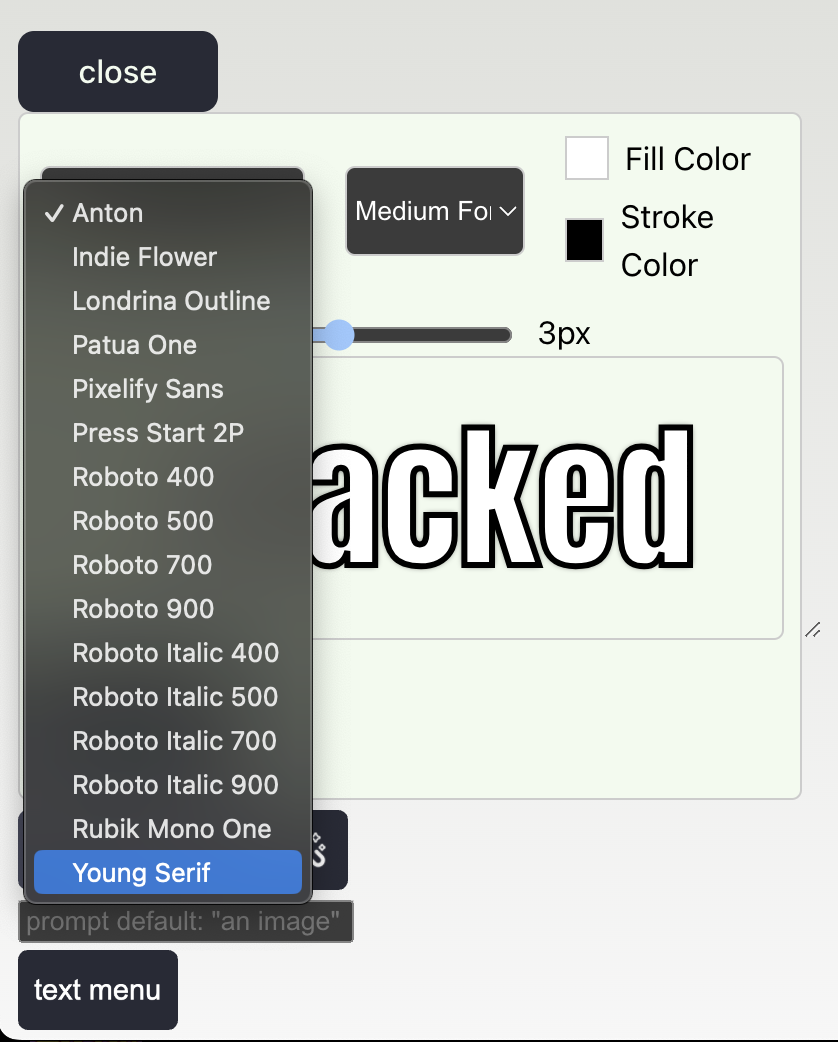 close
Anton
Indie Flower
Londrina Outline
Patua One
Pixelify Sans
Press Start 2P
Roboto 400
Roboto 500
Roboto 700
Roboto 900
Roboto Italic 400
Roboto Italic 500
Roboto Italic 700
Roboto Italic 900
Rubik Mono One
Young Serif
Medium Fo
Fill Color
Stroke
Color
3px
acked
prompt default: "an image"
text menu